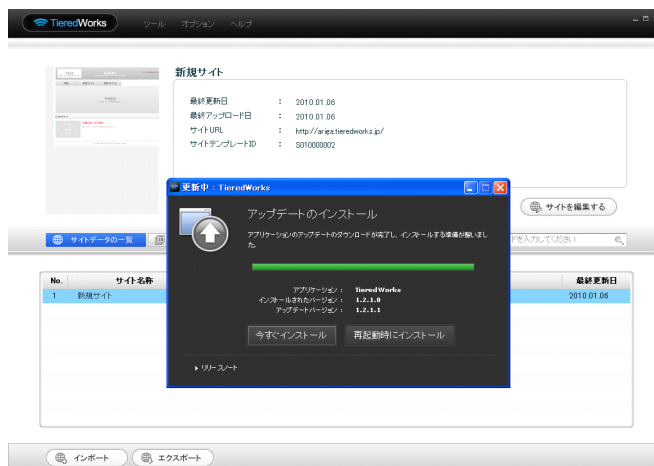 TieredWorks ツール オプション ヘルプ
新規サイト
最終更新日 : 2010.01.06
最終アップロード日 : 2010.01.06
サイトURL : http://ariga.tieredworks.jp/
サイトテンプレートID : S010000002
更新中 : TieredWorks
アップデートのインストール
アプリケーションのアップデートのダウンロードが完了し、インストールする準備が整いまし
た。
アプリケーション : TieredWorks
インストールされたバージョン : 1.2.1.0
アップデートバージョン : 1.2.1.1
今すぐインストール 再起動時にインストール
リリースノート
サイトを編集する
サイトデータの一覧 ドを入力してください
No. サイト名称 最終更新日
1 新規サイト 2010.01.06
インポート エクスポート